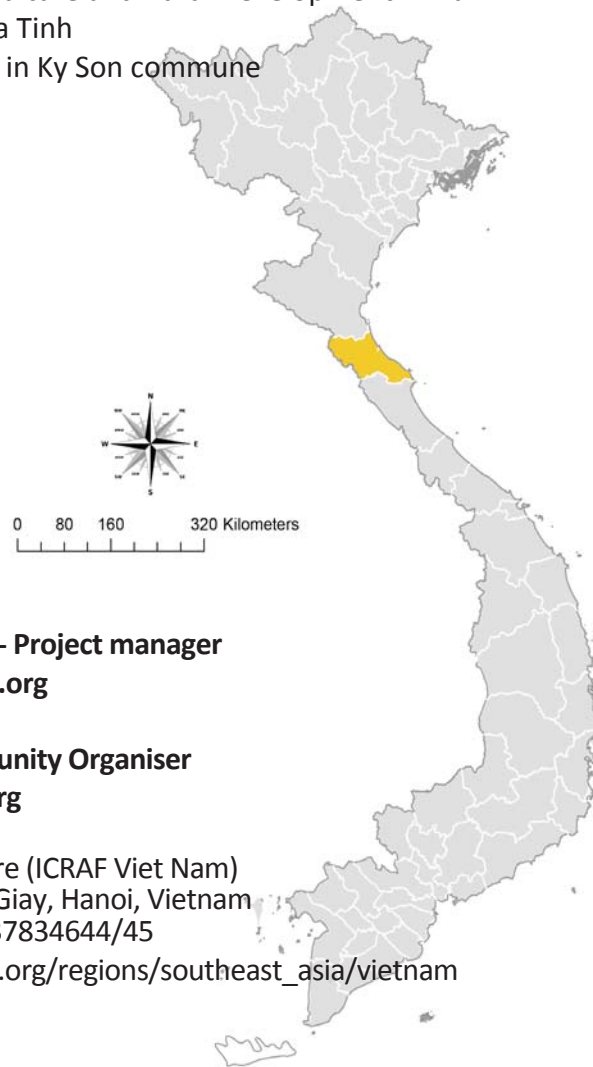 a Tinh
in Ky Son commune
N
W E
S
0 80 160 320 Kilometers
- Project manager
.org
unity Organiser
rg
re (ICRAF Viet Nam)
Giay, Hanoi, Vietnam
37834644/45
.org/regions/southeast_asia/vietnam